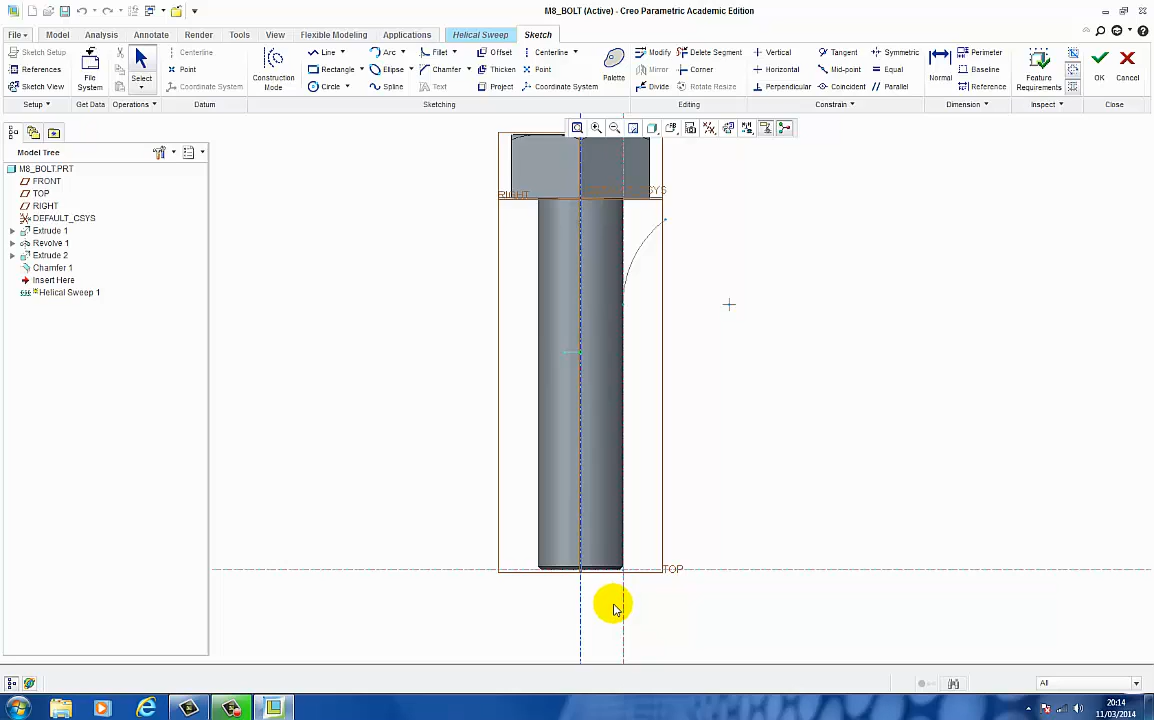 M8_BOLT (Active) - Creo Parametric Academic Edition
File Model Analysis Annotate Render Tools View Flexible Modeling Applications Helical Sweep Sketch
Sketch Setup
References
Sketch View
Setup
File System
Get Data
Select
Operations
Centerline
Point
Coordinate System
Datum
Construction Mode
Line Arc Fillet Offset Centerline
Rectangle Ellipse Chamfer Thicken Point
Circle Spline Text Project Coordinate System
Palette
Sketching
Modify Delete Segment
Mirror Corner
Divide Rotate Resize
Editing
Vertical Tangent Symmetric
Horizontal Mid-point Equal
Perpendicular Coincident Parallel
Constrain
Normal
Perimeter
Baseline
Reference
Dimension
Feature Requirements
Inspect
OK
Cancel
Close
Model Tree
M8_BOLT.PRT
FRONT
TOP
RIGHT
DEFAULT_CSYS
Extrude 1
Revolve 1
Extrude 2
Chamfer 1
Insert Here
Helical Sweep 1
RIGHT
TOP
All
20:14
11/03/2014